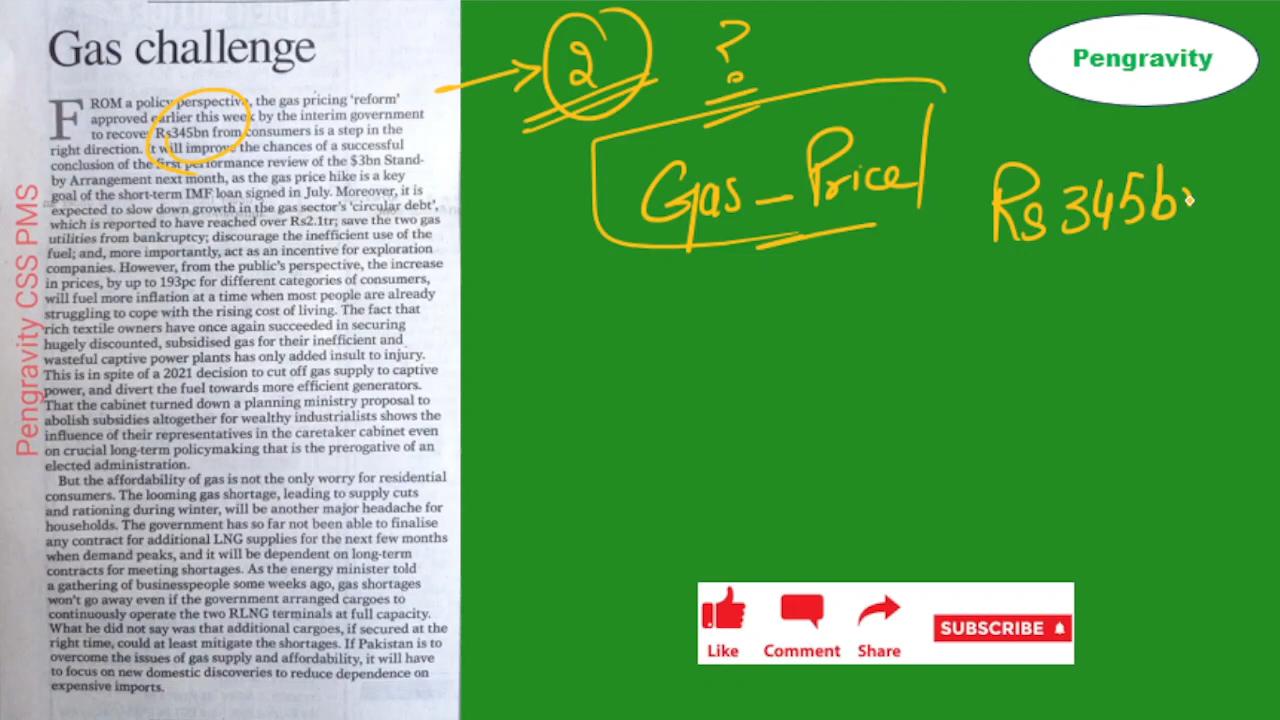 Gas challenge
FROM a policy perspective, the gas pricing ‘reform’
approved earlier this week by the interim government
to recover Rs345bn from consumers is a step in the
right direction. It will improve the chances of a successful
conclusion of the first performance review of the $3bn Stand-
by Arrangement next month, as the gas price hike is a key
goal of the short-term IMF loan signed in July. Moreover, it is
expected to slow down growth in the gas sector’s ‘circular debt’,
which is reported to have reached over Rs2.1tr; save the two gas
utilities from bankruptcy; discourage the inefficient use of the
fuel; and, more importantly, act as an incentive for exploration
companies. However, from the public’s perspective, the increase
in prices, by up to 193pc for different categories of consumers,
will fuel more inflation at a time when most people are already
struggling to cope with the rising cost of living. The fact that
rich textile owners have once again succeeded in securing
hugely discounted, subsidised gas for their inefficient and
wasteful captive power plants has only added insult to injury.
This is in spite of a 2021 decision to cut off gas supply to captive
power, and divert the fuel towards more efficient generators.
That the cabinet turned down a planning ministry proposal to
abolish subsidies altogether for wealthy industrialists shows the
influence of their representatives in the caretaker cabinet even
on crucial long-term policymaking that is the prerogative of an
elected administration.
But the affordability of gas is not the only worry for residential
consumers. The looming gas shortage, leading to supply cuts
and rationing during winter, will be another major headache for
households. The government has so far not been able to finalise
any contract for additional LNG supplies for the next few months
when demand peaks, and it will be dependent on long-term
contracts for meeting shortages. As the energy minister told
a gathering of businesspeople some weeks ago, gas shortages
won’t go away even if the government arranged cargoes to
continuously operate the two RLNG terminals at full capacity.
What he did not say was that additional cargoes, if secured at the
right time, could at least mitigate the shortages. If Pakistan is to
overcome the issues of gas supply and affordability, it will have
to focus on new domestic discoveries to reduce dependence on
expensive imports.
Pengravity CSS PMS
2 ?
Gas - Price
Rs 345b
Pengravity
Like Comment Share
SUBSCRIBE